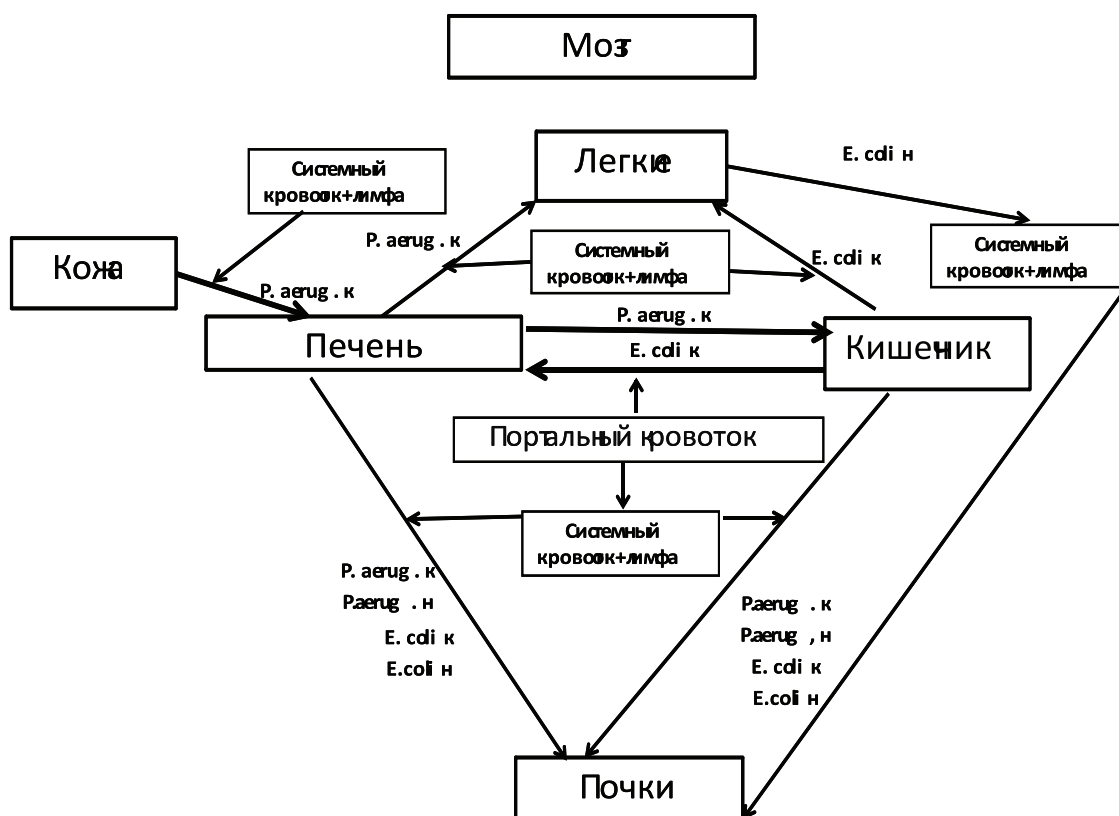 Мозг
Легкие
E. coli н
Системный
кровоток+лимфа
P. aerug. к
Системный
кровоток+лимфа
E. coli к
Системный
кровоток+лимфа
Кожа
P. aerug. к
P. aerug. к
Печень
E. coli к
Кишечник
Портальный кровоток
Системный
кровоток+лимфа
P. aerug. к
P.aerug . н
E. coli к
E.coli н
P.aerug . к
P.aerug , н
E. coli к
E.coli н
Почки